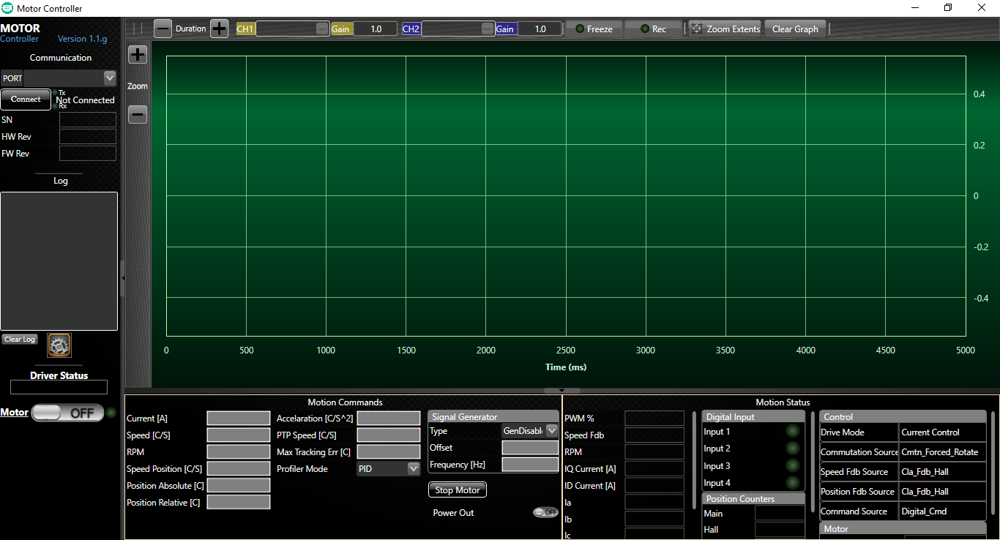 Motor Controller
MOTOR
Controller Version 1.1.g
Communication
PORT
Connect
Tx
Not Connected
Rx
SN
HW Rev
FW Rev
Log
Clear Log
Driver Status
Motor OFF
Duration CH1 Gain 1.0 CH2 Gain 1.0 Freeze Rec Zoom Extents Clear Graph
Zoom
0.4
0.2
0
-0.2
-0.4
0 500 1000 1500 2000 2500 3000 3500 4000 4500 5000
Time (ms)
Motion Commands
Current [A]
Speed [C/S]
RPM
Speed Position [C/S]
Position Absolute [C]
Position Relative [C]
Accelaration [C/S^2]
PTP Speed [C/S]
Max Tracking Err [C]
Profiler Mode PID
Signal Generator
Type GenDisabl
Offset
Frequency [Hz]
Stop Motor
Power Out OFF
Motion Status
PWM %
Speed Fdb
RPM
IQ Current [A]
ID Current [A]
Ia
Ib
Ic
Digital Input
Input 1
Input 2
Input 3
Input 4
Position Counters
Main
Hall
Control
Drive Mode Current Control
Commutation Source Cmtn_Forced_Rotate
Speed Fdb Source Cla_Fdb_Hall
Position Fdb Source Cla_Fdb_Hall
Command Source Digital_Cmd
Motor